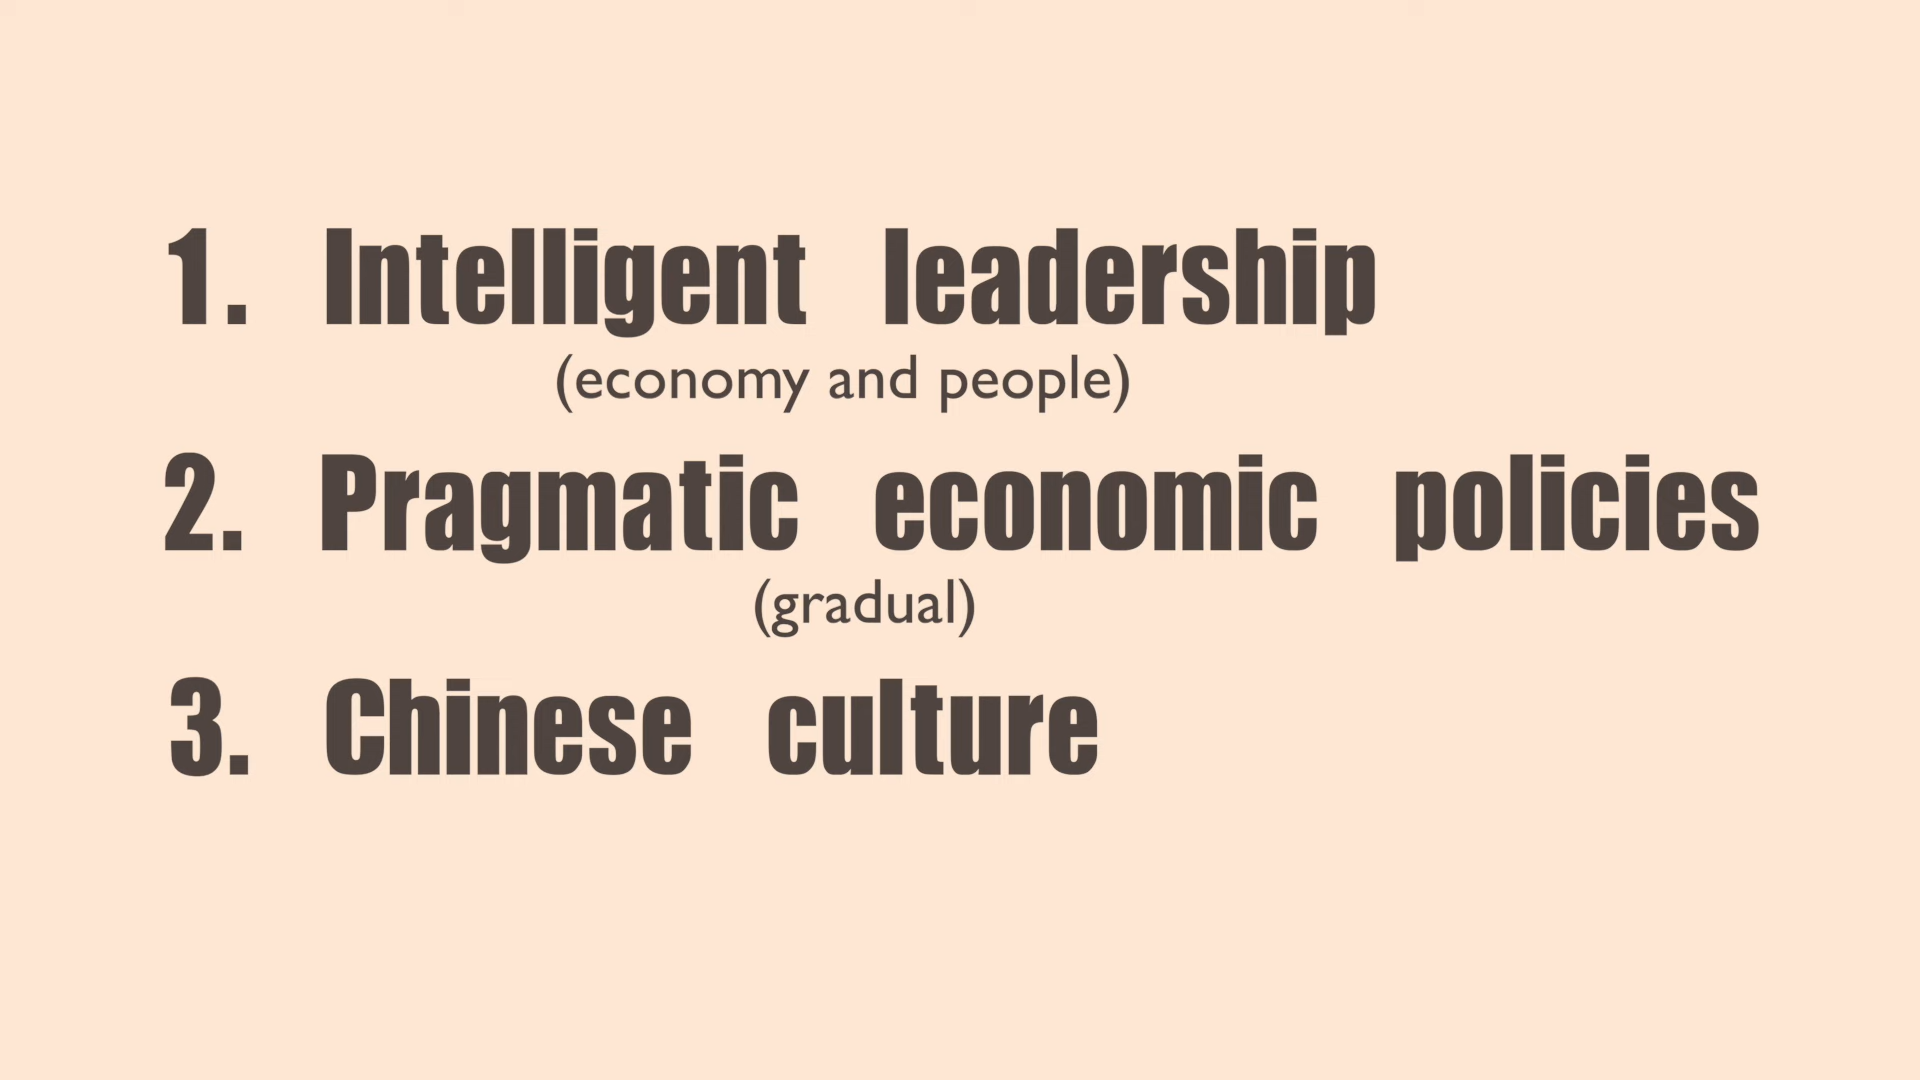 1. Intelligent leadership
(economy and people)
2. Pragmatic economic policies
(gradual)
3. Chinese culture